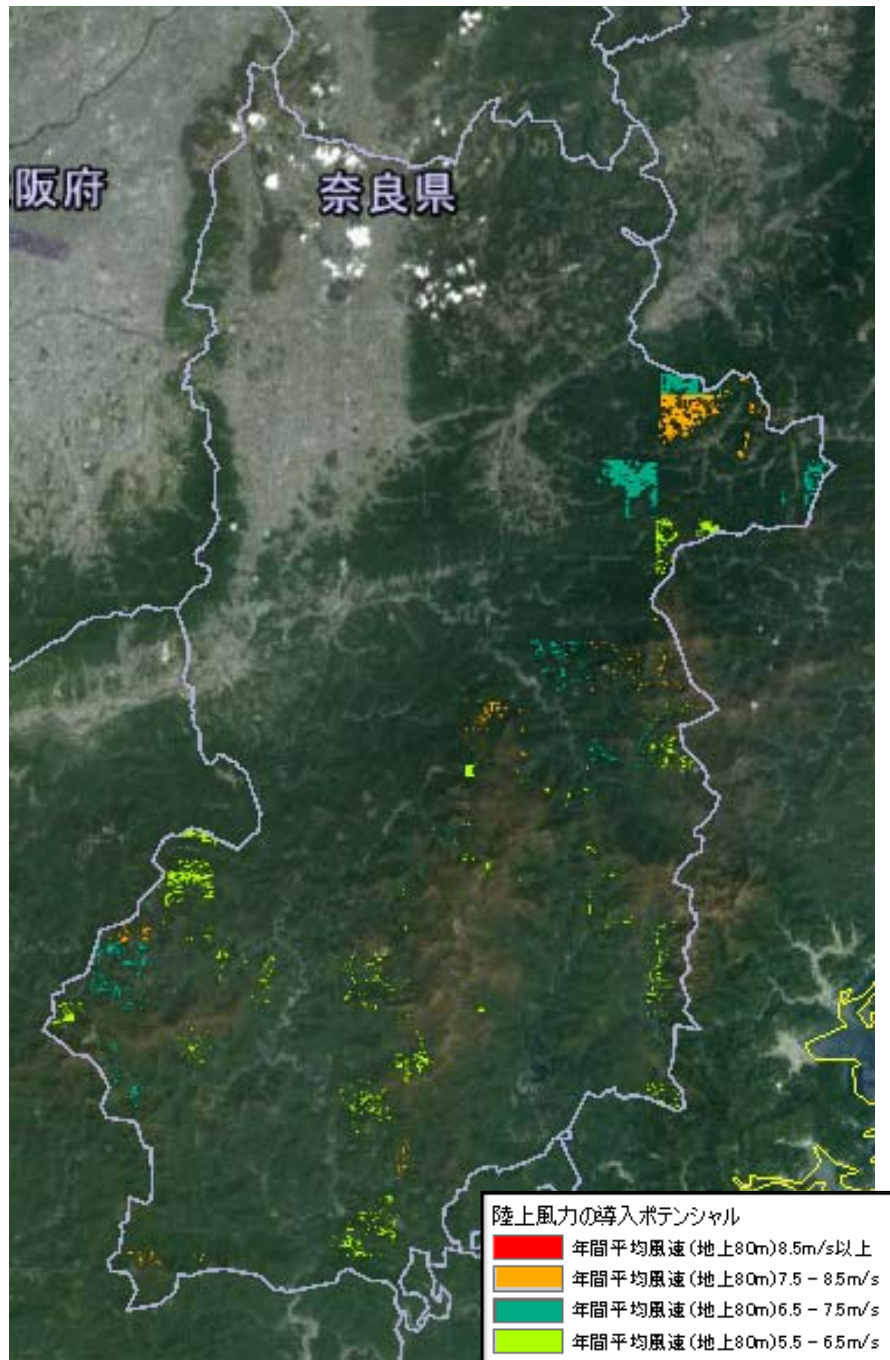 阪府
奈良県
陸上風力の導入ポテンシャル
年間平均風速(地上80m)8.5m/s以上
年間平均風速(地上80m)7.5 - 8.5m/s
年間平均風速(地上80m)6.5 - 7.5m/s
年間平均風速(地上80m)5.5 - 6.5m/s